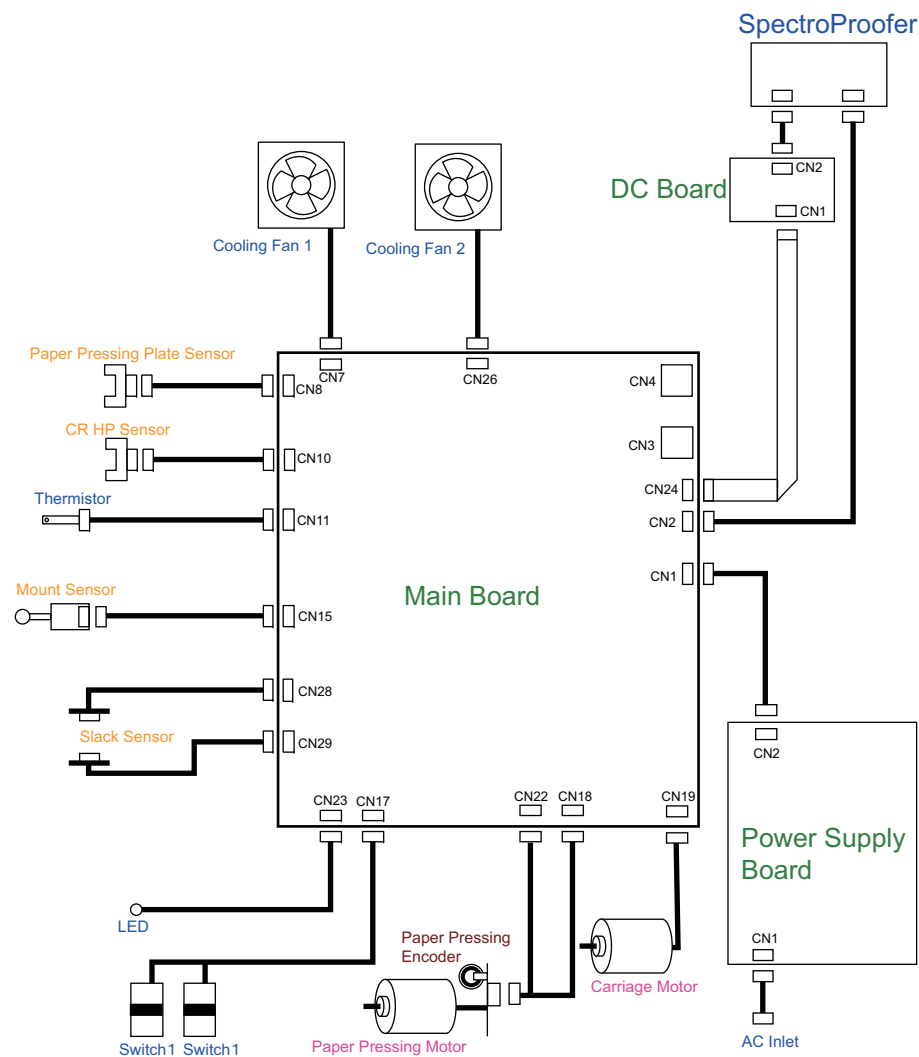 SpectroProofer
CN2
DC Board
CN1
Cooling Fan 1
Cooling Fan 2
Paper Pressing Plate Sensor
CN7
CN26
CN4
CN8
CR HP Sensor
CN3
CN10
Thermistor
CN24
CN11
CN2
CN1
Mount Sensor
Main Board
CN15
CN28
Slack Sensor
CN29
CN2
CN23
CN17
CN22
CN18
CN19
Power Supply
Board
LED
Paper Pressing
Encoder
CN1
Carriage Motor
Switch1
Switch1
Paper Pressing Motor
AC Inlet